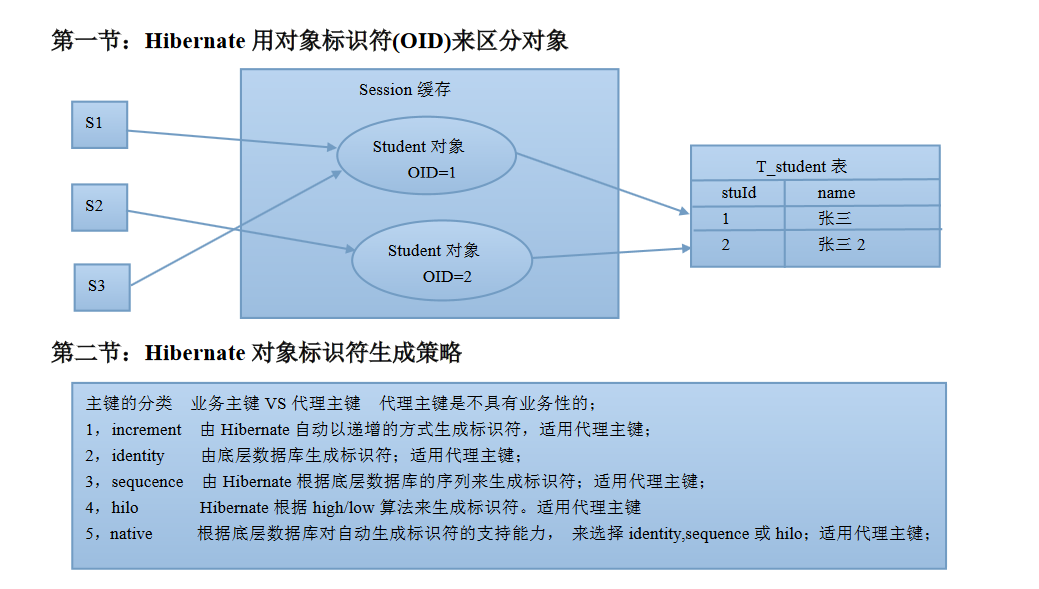 第一节：Hibernate 用对象标识符(OID)来区分对象
Session 缓存
S1
Student 对象
OID=1
T_student 表
stuId name
S2
1 张三
2 张三 2
Student 对象
OID=2
S3
第二节：Hibernate 对象标识符生成策略
主键的分类 业务主键 VS 代理主键 代理主键是不具有业务性的；
1，increment 由 Hibernate 自动以递增的方式生成标识符，适用代理主键；
2，identity 由底层数据库生成标识符；适用代理主键；
3，sequcence 由 Hibernate 根据底层数据库的序列来生成标识符；适用代理主键；
4，hilo Hibernate 根据 high/low 算法来生成标识符。适用代理主键
5，native 根据底层数据库对自动生成标识符的支持能力， 来选择 identity,sequence 或 hilo；适用代理主键；